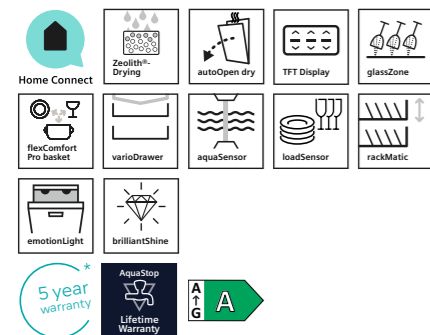 Home Connect
Zeolith®-
Drying
autoOpen dry
TFT Display
glassZone
flexComfort
Pro basket
varioDrawer
aquaSensor
loadSensor
rackMatic
emotionLight
brilliantShine
5 year *
warranty
AquaStop
Lifetime
Warranty
A
↑
G
A